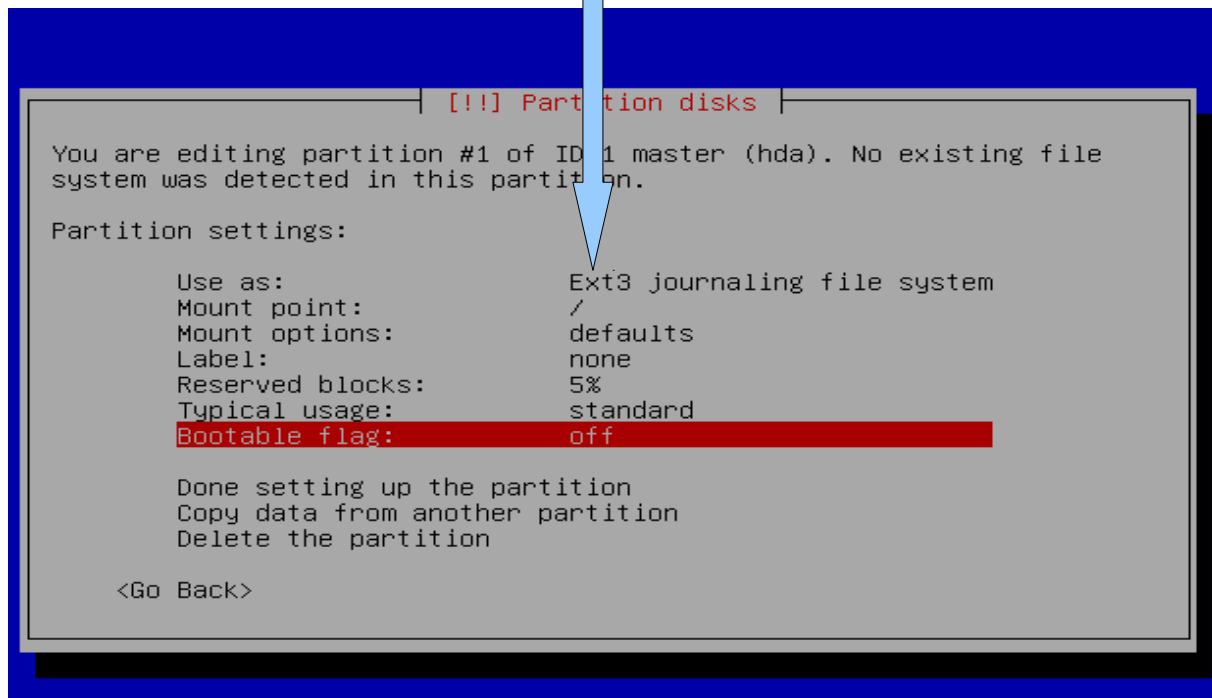 [!!] Partition disks
You are editing partition #1 of IDE1 master (hda). No existing file
system was detected in this partition.
Partition settings:
Use as: Ext3 journaling file system
Mount point: /
Mount options: defaults
Label: none
Reserved blocks: 5%
Typical usage: standard
Bootable flag: off
Done setting up the partition
Copy data from another partition
Delete the partition
<Go Back>